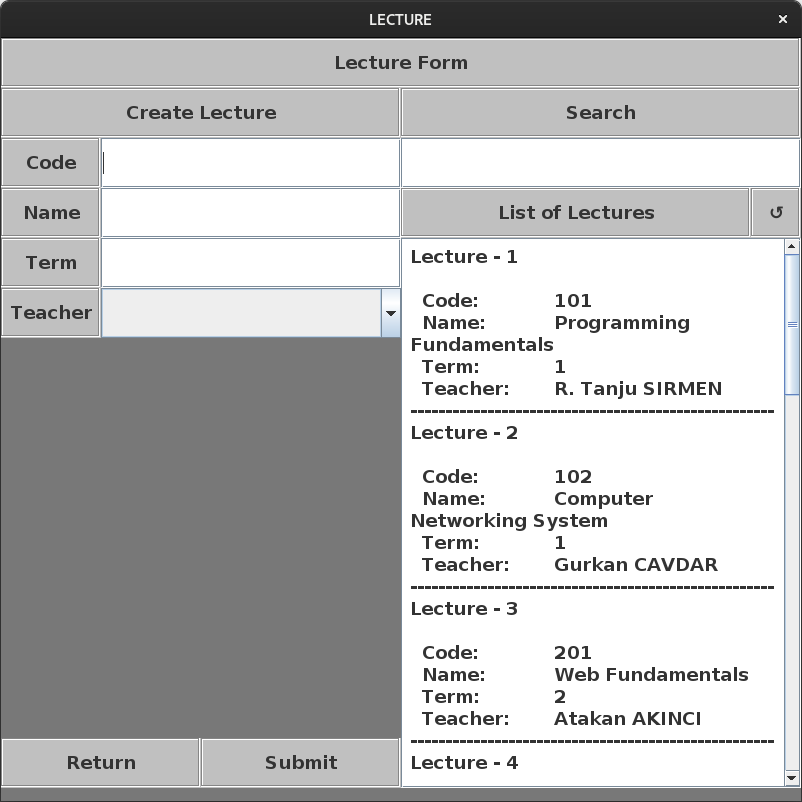 LECTURE
Lecture Form
Create Lecture
Search
Code
Name
List of Lectures ↺
Term
Teacher
Lecture - 1
Code: 101
Name: Programming
Fundamentals
Term: 1
Teacher: R. Tanju SIRMEN
----------------------------------------------------
Lecture - 2
Code: 102
Name: Computer
Networking System
Term: 1
Teacher: Gurkan CAVDAR
----------------------------------------------------
Lecture - 3
Code: 201
Name: Web Fundamentals
Term: 2
Teacher: Atakan AKINCI
----------------------------------------------------
Lecture - 4
Return
Submit